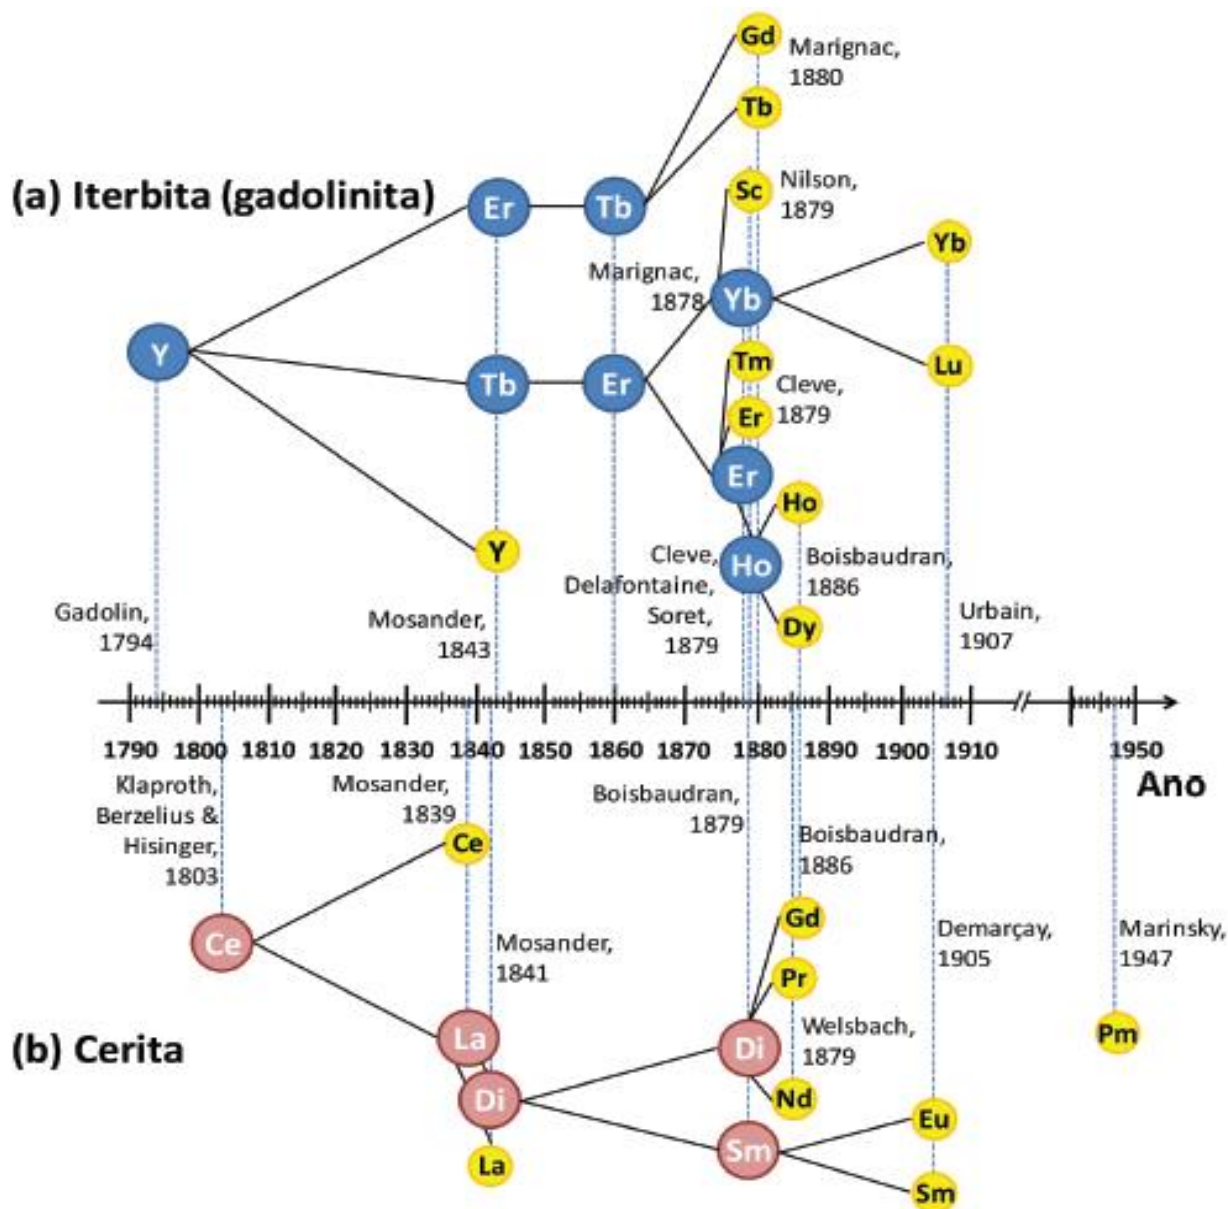 Gd
Marignac,
1880
Tb
(a) Iterbita (gadolinita)
Er
Tb
Sc
Nilson,
1879
Marignac,
1878
Yb
Yb
Y
Tb
Er
Tm
Cleve,
1879
Lu
Er
Er
Ho
Y
Cleve,
Delafontaine,
Soret,
1879
Ho
Boisbaudran,
1886
Dy
Gadolin,
1794
Mosander,
1843
Urbain,
1907
1790 1800 1810 1820 1830 1840 1850 1860 1870 1880 1890 1900 1910 1950
Ano
Klaproth,
Berzelius &
Hisinger,
1803
Mosander,
1839
Ce
Boisbaudran,
1879
Boisbaudran,
1886
Ce
Mosander,
1841
Gd
Pr
Demarçay,
1905
Marinsky,
1947
(b) Cerita
La
Di
Welsbach,
1879
Pm
Di
Nd
Eu
La
Sm
Sm